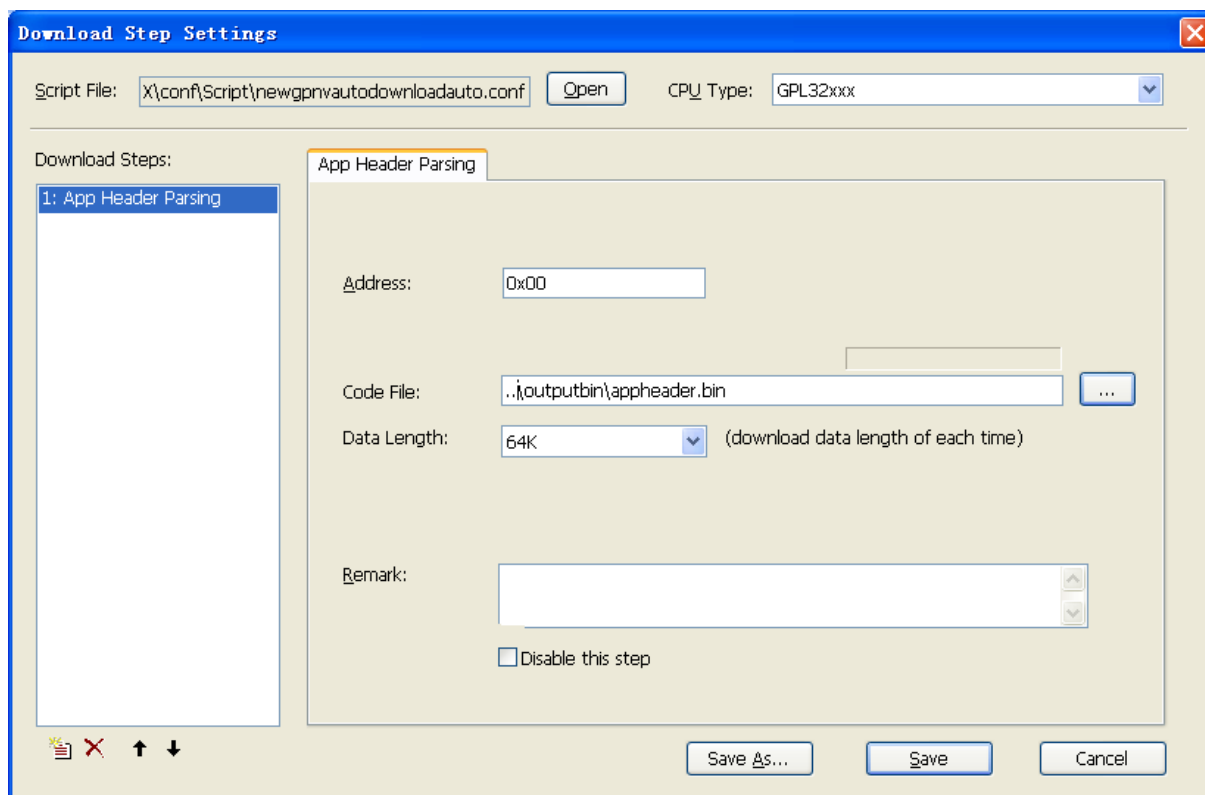 Download Step Settings
Script File: X\conf\Script\newgpnvautodownloadauto.conf Open CPU Type: GPL32xxx
Download Steps:
1: App Header Parsing
App Header Parsing
Address: 0x00
Code File: ..\outputbin\appheader.bin ...
Data Length: 64K (download data length of each time)
Remark:
Disable this step
Save As... Save Cancel